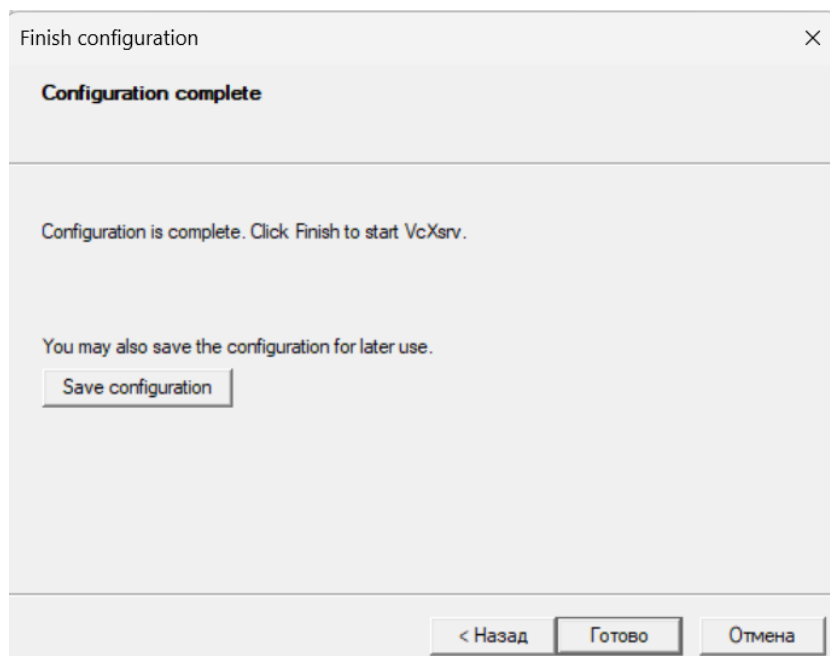 Finish configuration
Configuration complete
Configuration is complete. Click Finish to start VcXsrv.
You may also save the configuration for later use.
Save configuration
< Назад Готово Отмена